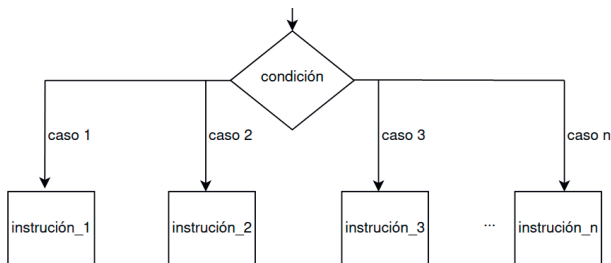 condición
caso 1
caso 2
caso 3
caso n
instrución_1
instrución_2
instrución_3
...
instrución_n